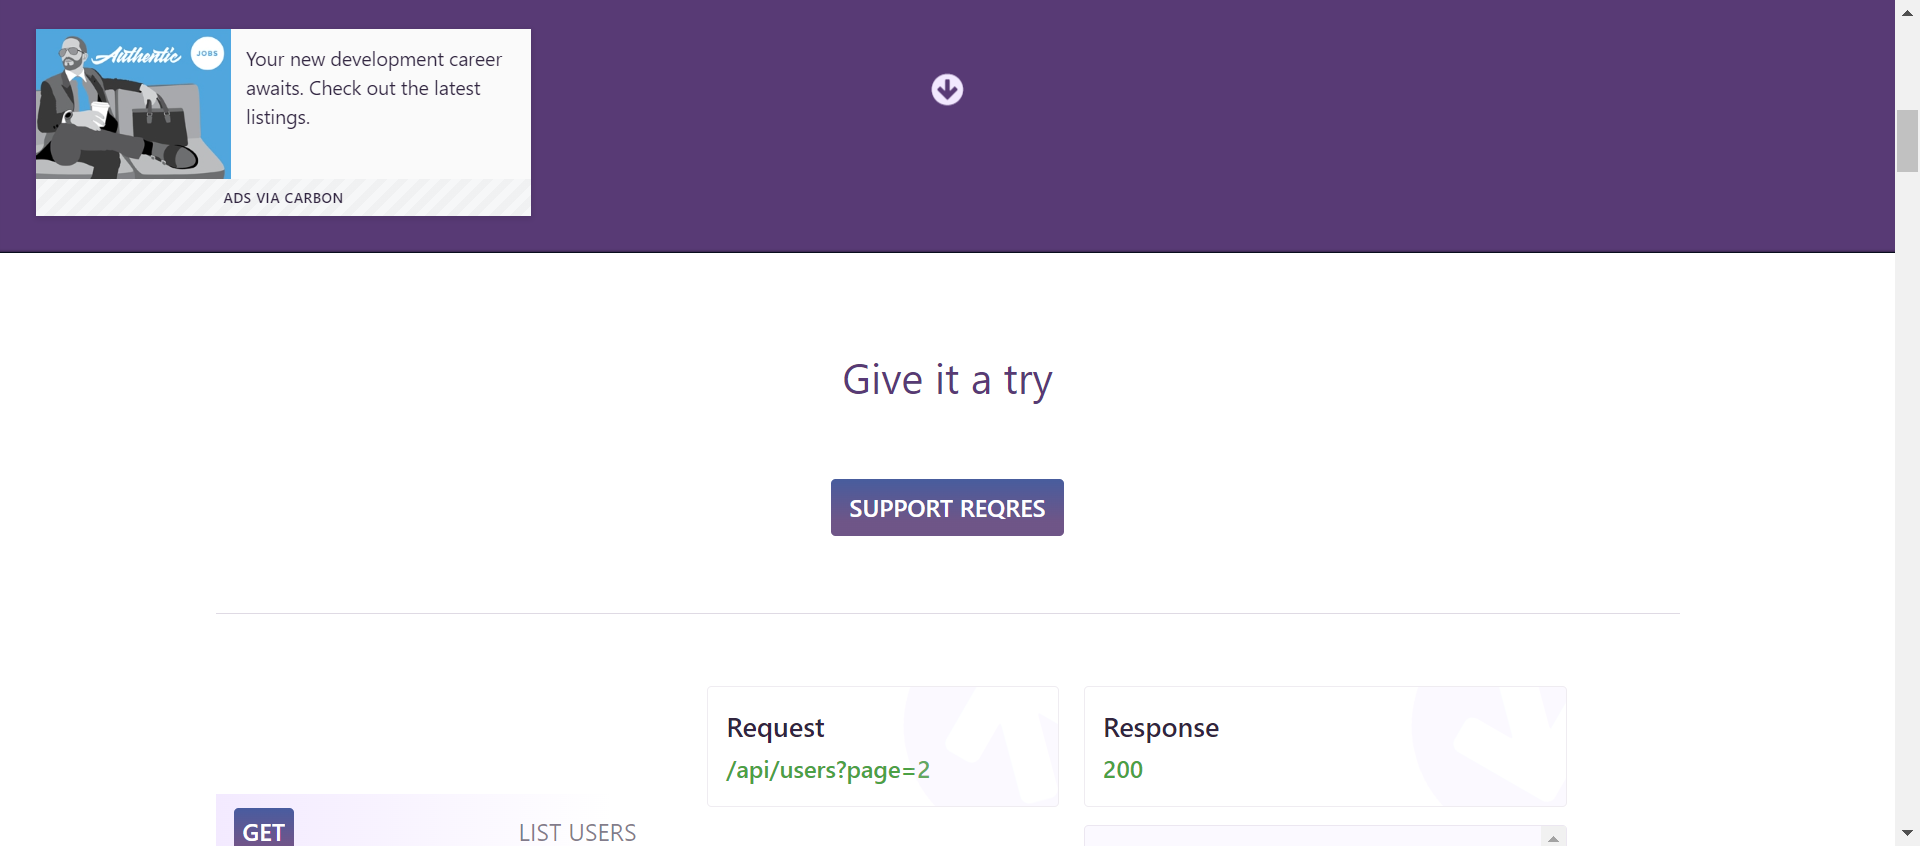 Authentic
JOBS
Your new development career
awaits. Check out the latest
listings.
ADS VIA CARBON
Give it a try
SUPPORT REQRES
Request
/api/users?page=2
Response
200
GET
LIST USERS